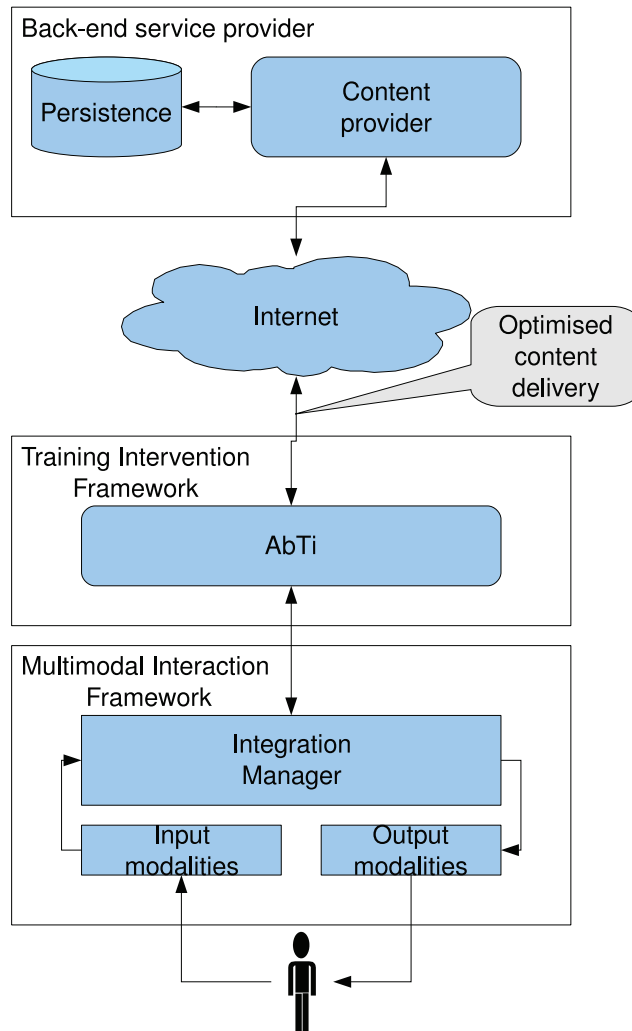 Back-end service provider
Persistence
Content
provider
Internet
Optimised
content
delivery
Training Intervention
Framework
AbTi
Multimodal Interaction
Framework
Integration
Manager
Input
modalities
Output
modalities